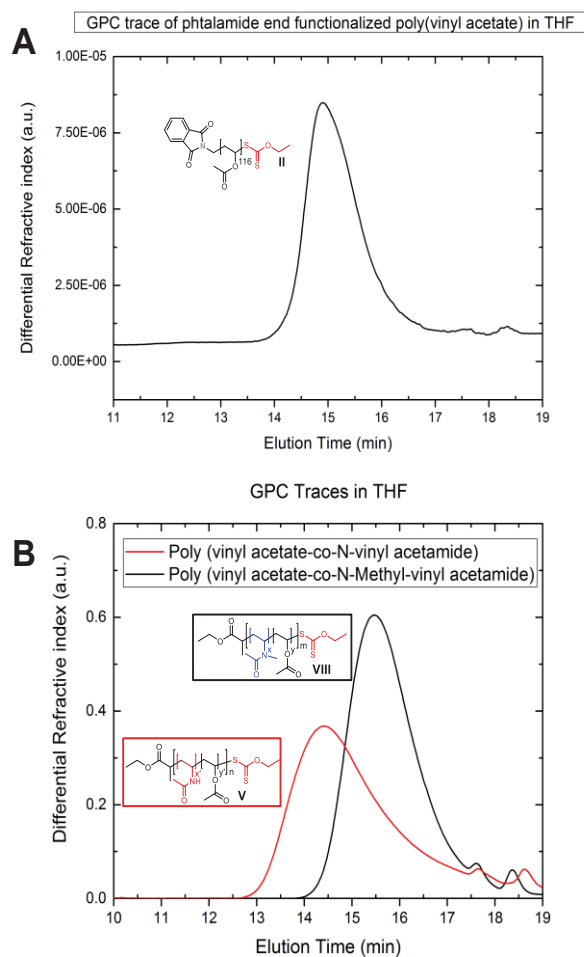 GPC trace of phtalamide end functionalized poly(vinyl acetate) in THF
A
1.00E-05
7.50E-06
5.00E-06
2.50E-06
0.00E+00
Differential Refractive index (a.u.)
O
N
O
116
O
O
S
O
S
II
11 12 13 14 15 16 17 18 19
Elution Time (min)
GPC Traces in THF
B
0.8
0.6
0.4
0.2
0.0
Differential Refractive index (a.u.)
Poly (vinyl acetate-co-N-vinyl acetamide)
Poly (vinyl acetate-co-N-Methyl-vinyl acetamide)
O
O
N
x
O
y
m
O
O
S
O
S
VIII
O
O
NH
x'
O
y'
n
O
O
S
O
S
V
10 11 12 13 14 15 16 17 18 19
Elution Time (min)